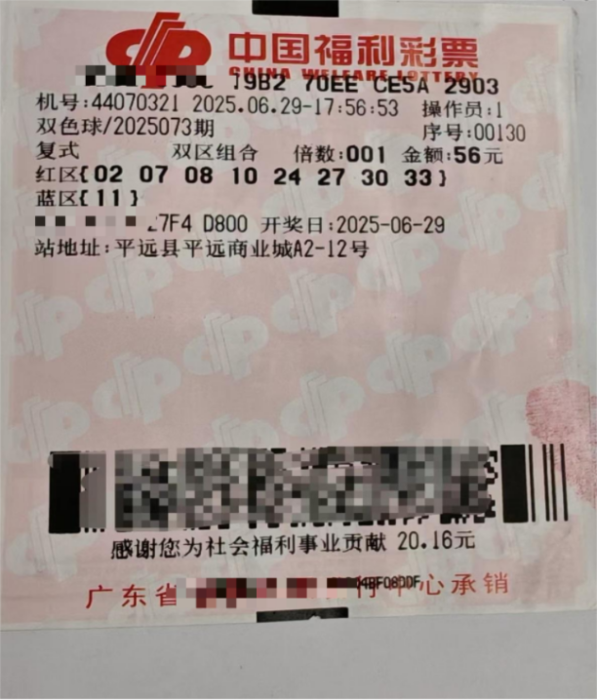 中国福利彩票
CHINA WELFARE LOTTERY
19B2 70EE CE5A 2903
机号:44070321 2025.06.29-17:56:53 操作员:1
双色球/2025073期 序号:00130
复式 双区组合 倍数:001 金额:56元
红区{02 07 08 10 24 27 30 33}
蓝区{11}
27F4 D800 开奖日:2025-06-29
站地址:平远县平远商业城A2-12号
感谢您为社会福利事业贡献 20.16元
广东省 中心承销